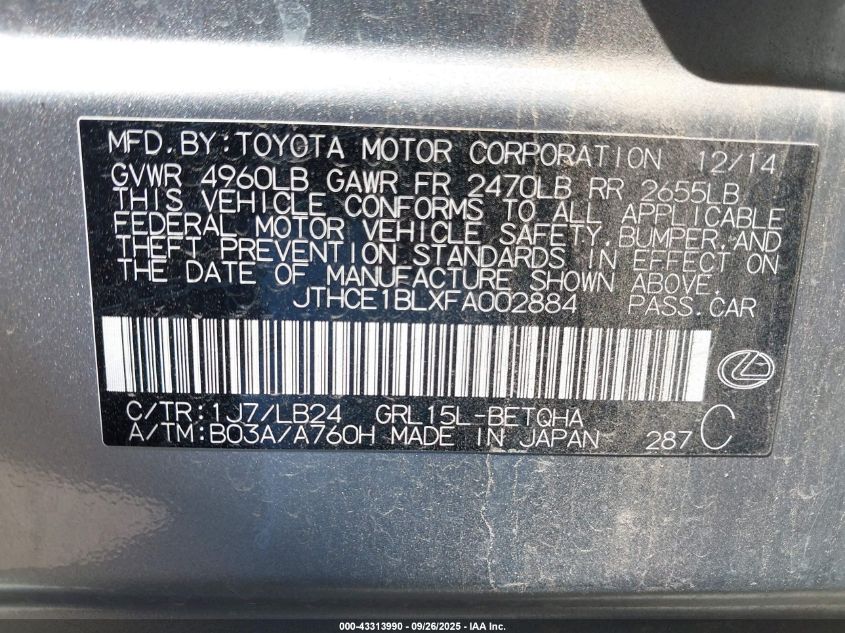 MFD.BY:TOYOTA MOTOR CORPORATION 12/14
GVWR 4960LB GAWR FR 2470LB RR 2655LB
THIS VEHICLE CONFORMS TO ALL APPLICABLE
FEDERAL MOTOR VEHICLE SAFETY,BUMPER,AND
THEFT PREVENTION STANDARDS IN EFFECT ON
THE DATE OF MANUFACTURE SHOWN ABOVE.
JTHCE1BLXFA002884 PASS.CAR
C/TR:1J7/LB24 GRL15L-BETQHA
A/TM:B03A/A760H MADE IN JAPAN 287 C
000-43313990 - 09/26/2025 - IAA Inc.